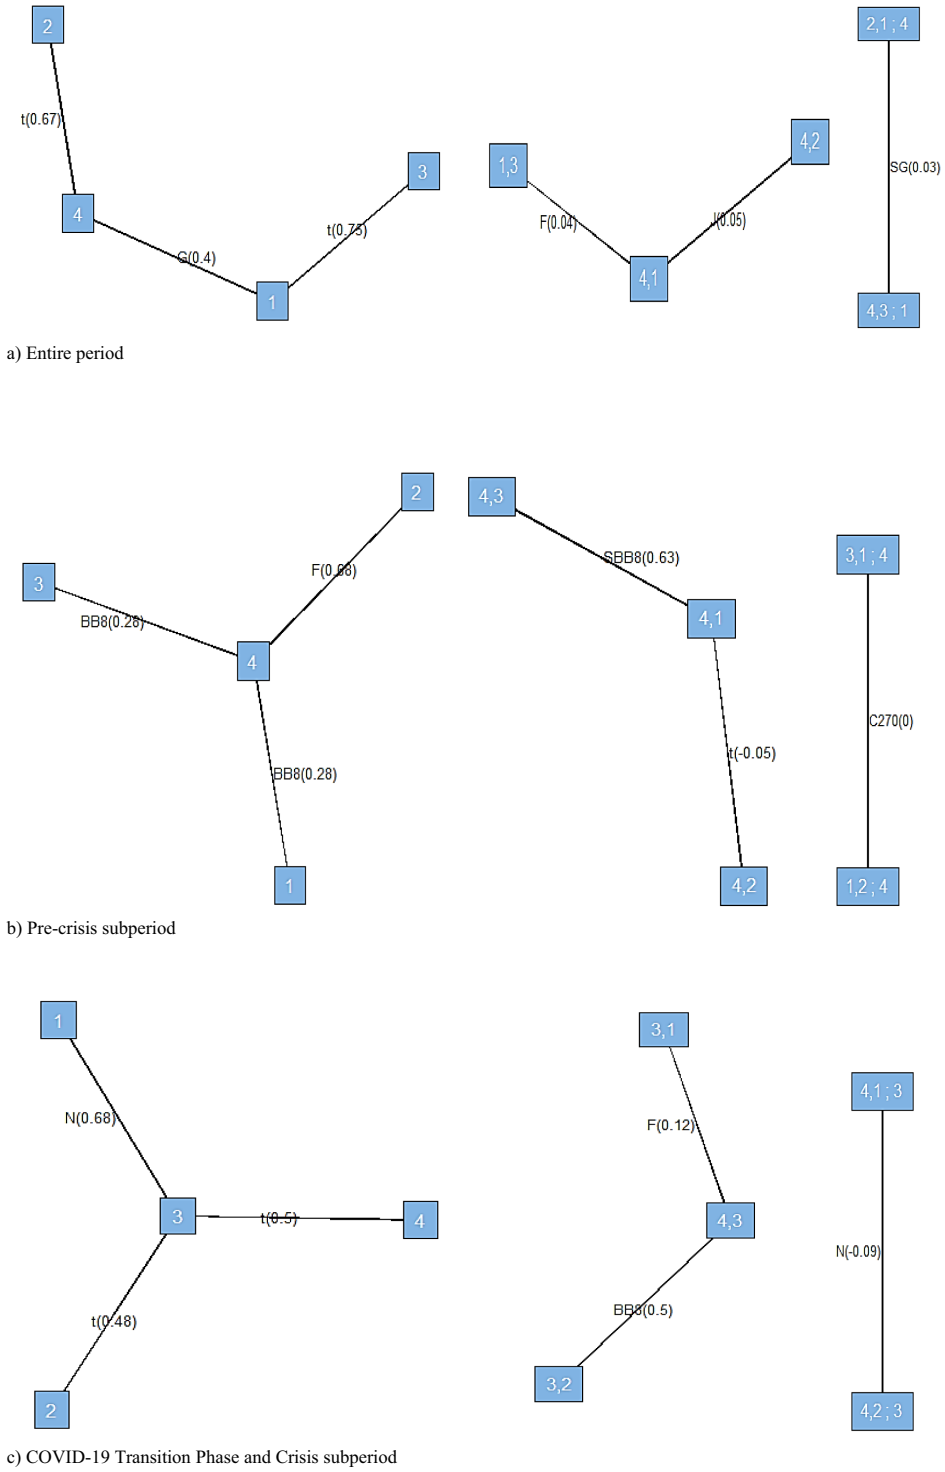 2
t(0.67)
4
G(0.4)
1
t(0.75)
3
1,3
F(0.04)
4,1
J(0.05)
4,2
2,1 ; 4
SG(0.03)
4,3 ; 1
a) Entire period
2
F(0.68)
3
BB8(0.28)
4
BB8(0.28)
1
4,3
SBB8(0.63)
4,1
t(-0.05)
4,2
3,1 ; 4
C270(0)
1,2 ; 4
b) Pre-crisis subperiod
1
N(0.68)
3
t(0.5)
4
t(0.48)
2
3,1
F(0.12)
4,3
BB8(0.5)
3,2
4,1 ; 3
N(-0.09)
4,2 ; 3
c) COVID-19 Transition Phase and Crisis subperiod